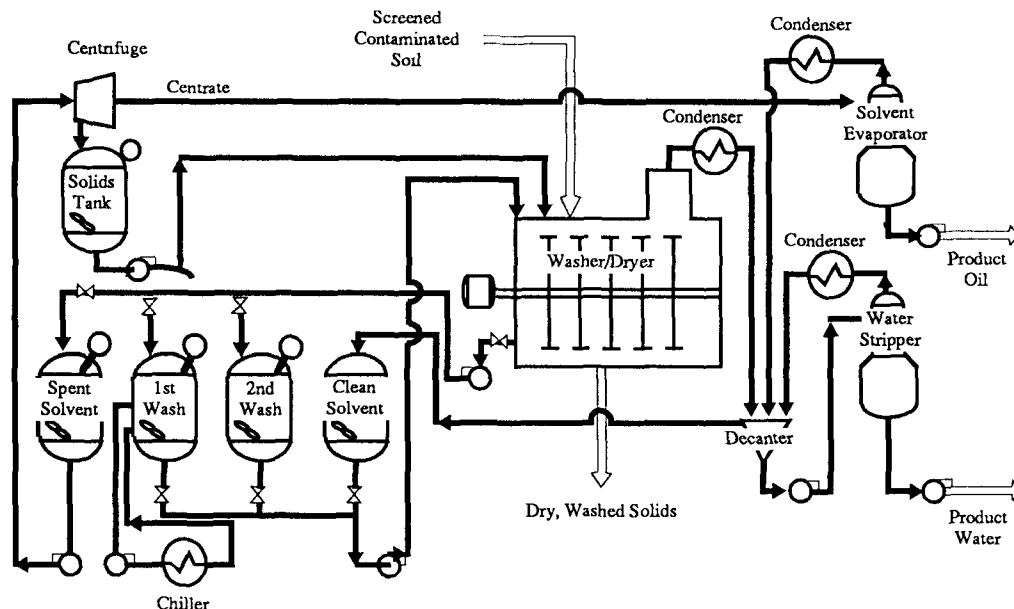 Screened
Contaminated
Soil
Condenser
Centrifuge
Centrate
Condenser
Solvent
Evaporator
Solids
Tank
Washer/Dryer
Condenser
Product
Oil
Water
Stripper
Spent
Solvent
1st
Wash
2nd
Wash
Clean
Solvent
Decanter
Dry, Washed Solids
Product
Water
Chiller